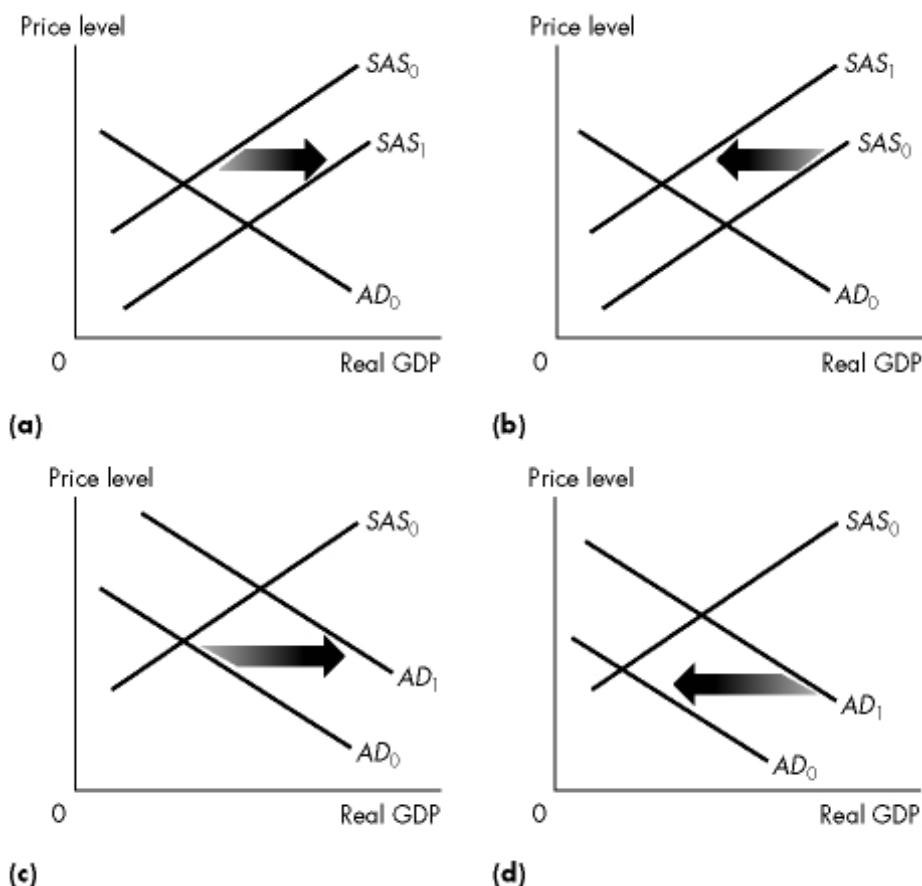 Price level
SAS₀
SAS₁
AD₀
0
Real GDP
(a)
Price level
SAS₁
SAS₀
AD₀
0
Real GDP
(b)
Price level
SAS₀
AD₁
AD₀
0
Real GDP
(c)
Price level
SAS₀
AD₁
AD₀
0
Real GDP
(d)